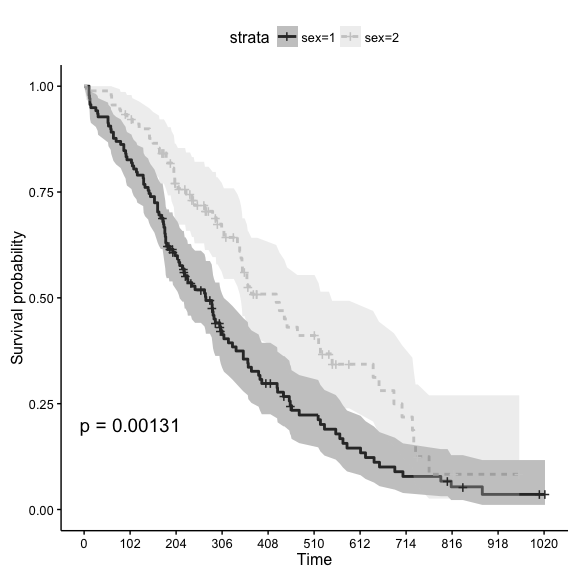 strata sex=1 sex=2
1.00
0.75
0.50
0.25
0.00
Survival probability
p = 0.00131
0 102 204 306 408 510 612 714 816 918 1020
Time